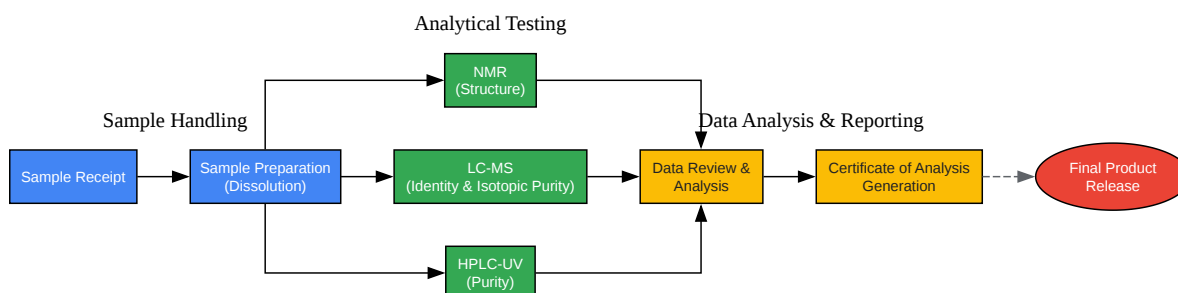 Analytical Testing
NMR
(Structure)
Sample Handling
Data Analysis & Reporting
Sample Receipt
Sample Preparation
(Dissolution)
LC-MS
(Identity & Isotopic Purity)
Data Review &
Analysis
Certificate of Analysis
Generation
Final Product
Release
HPLC-UV
(Purity)